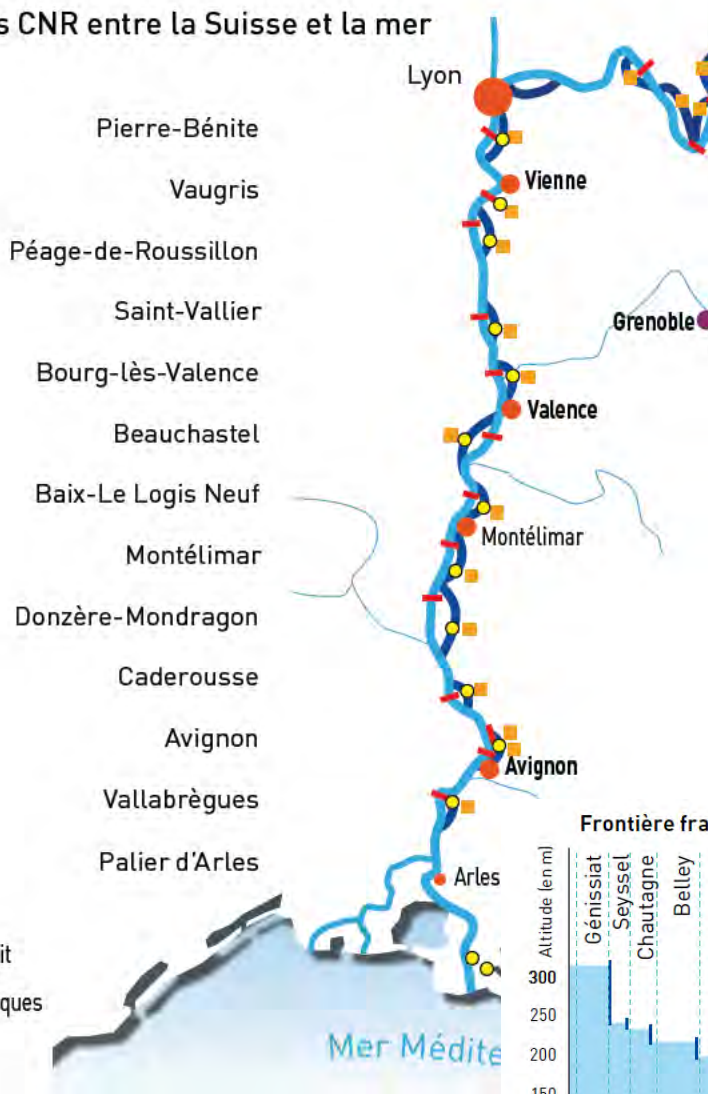 s CNR entre la Suisse et la mer
Lyon
Pierre-Bénite
Vienne
Vaugris
Péage-de-Roussillon
Saint-Vallier
Grenoble
Bourg-lès-Valence
Valence
Beauchastel
Baix-Le Logis Neuf
Montélimar
Montélimar
Donzère-Mondragon
Caderousse
Avignon
Avignon
Vallabrègues
Palier d'Arles
Arles
it
ques
Mer Médite
Frontière fra
Altitude (en m)
Génissiat
Seyssel
Chautagne
Belley
300
250
200
150